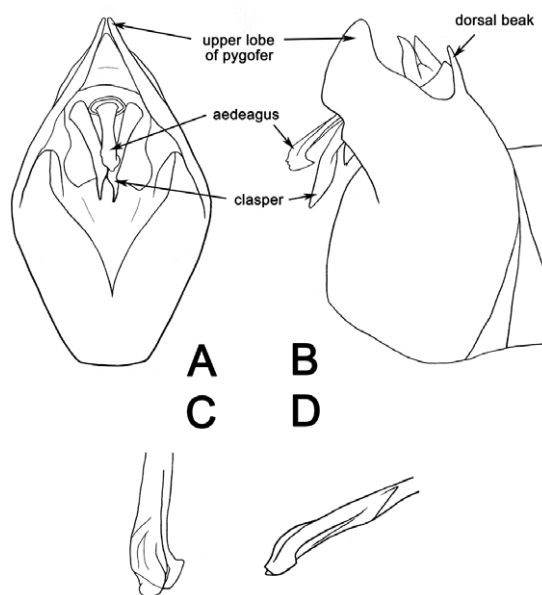 upper lobe
of pygofer
dorsal beak
aedeagus
clasper
A B
C D